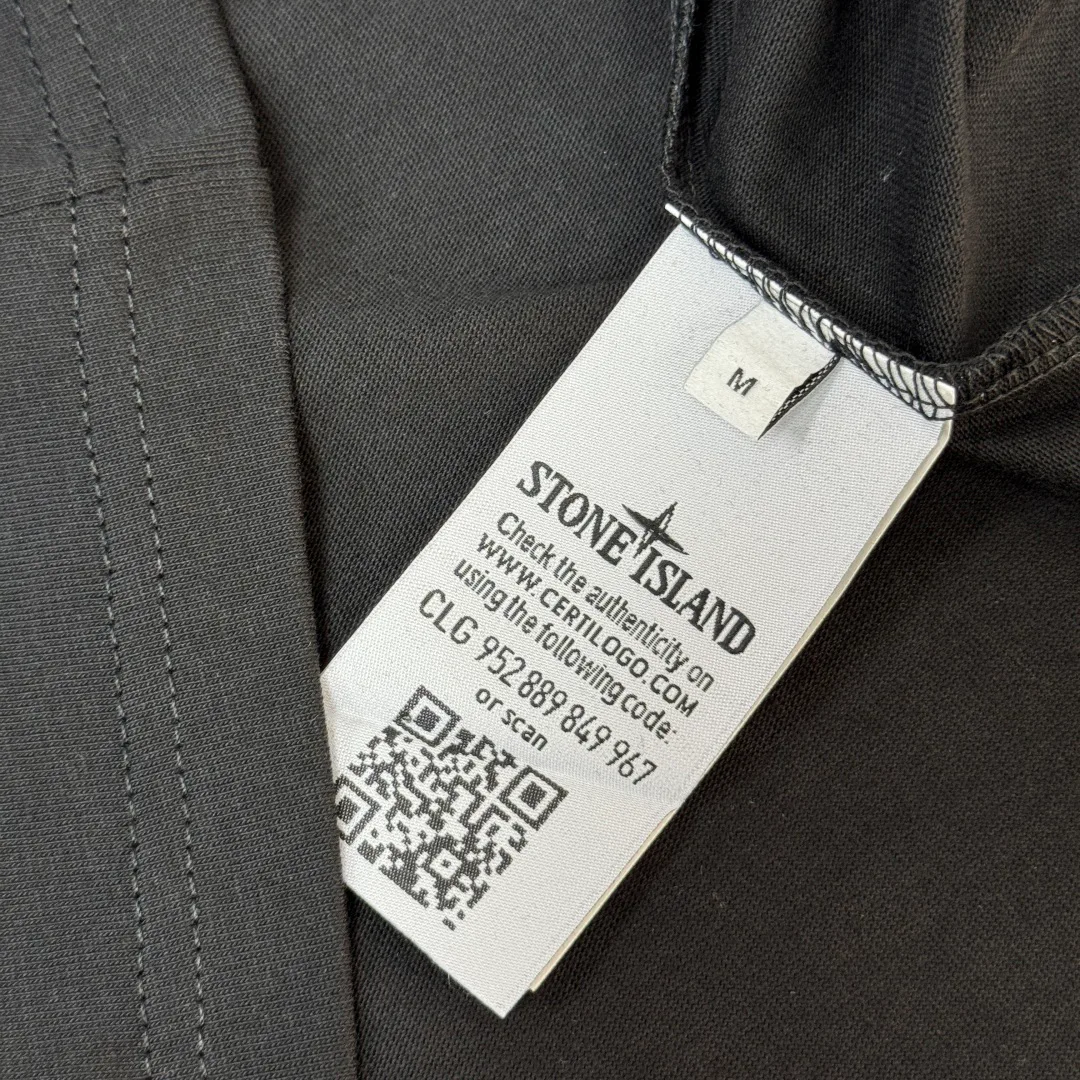 M
STONE ISLAND
Check the authenticity on
WWW.CERTILOGO.COM
using the following code:
CLG 952 889 849 967
or scan